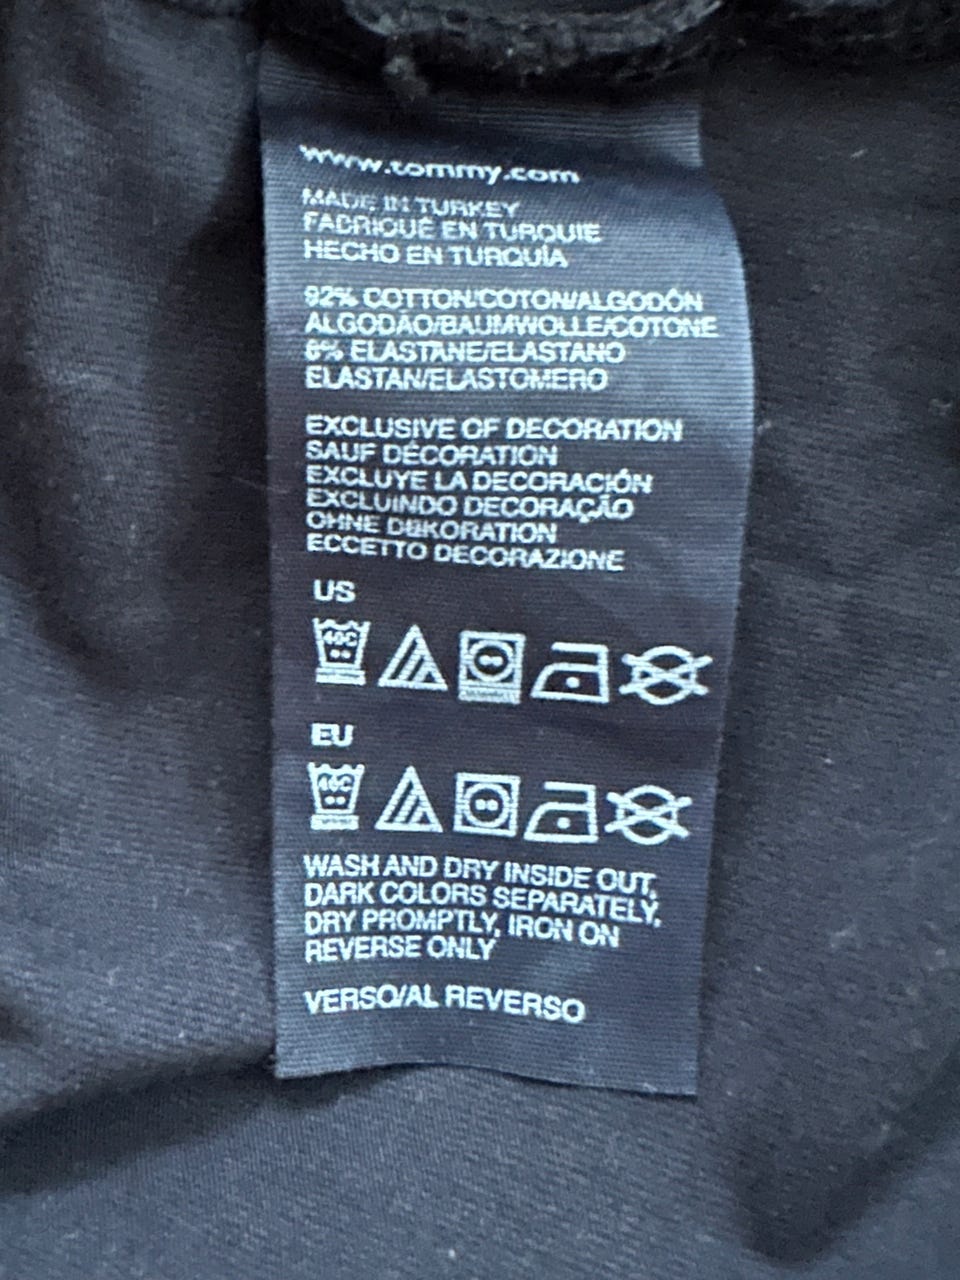 www.tommy.com
MADE IN TURKEY
FABRIQUÉ EN TURQUIE
HECHO EN TURQUÍA
92% COTTON/COTON/ALGODÓN
ALGODÃO/BAUMWOLLE/COTONE
8% ELASTANE/ELASTANO
ELASTAN/ELASTOMERO
EXCLUSIVE OF DECORATION
SAUF DÉCORATION
EXCLUYE LA DECORACIÓN
EXCLUINDO DECORAÇÃO
OHNE DEKORATION
ECCETTO DECORAZIONE
US
40C
EU
40C
WASH AND DRY INSIDE OUT,
DARK COLORS SEPARATELY,
DRY PROMPTLY, IRON ON
REVERSE ONLY
VERSO/AL REVERSO